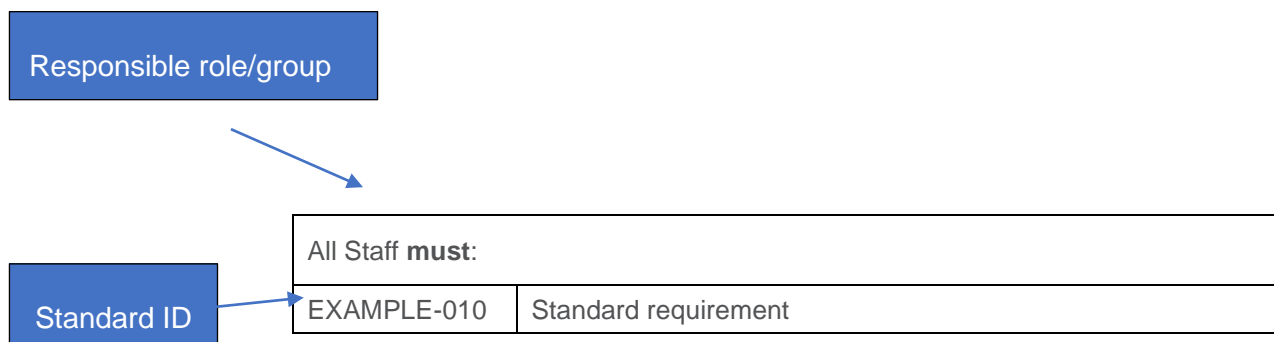 Responsible role/group
All Staff must:
Standard ID
EXAMPLE-010 Standard requirement